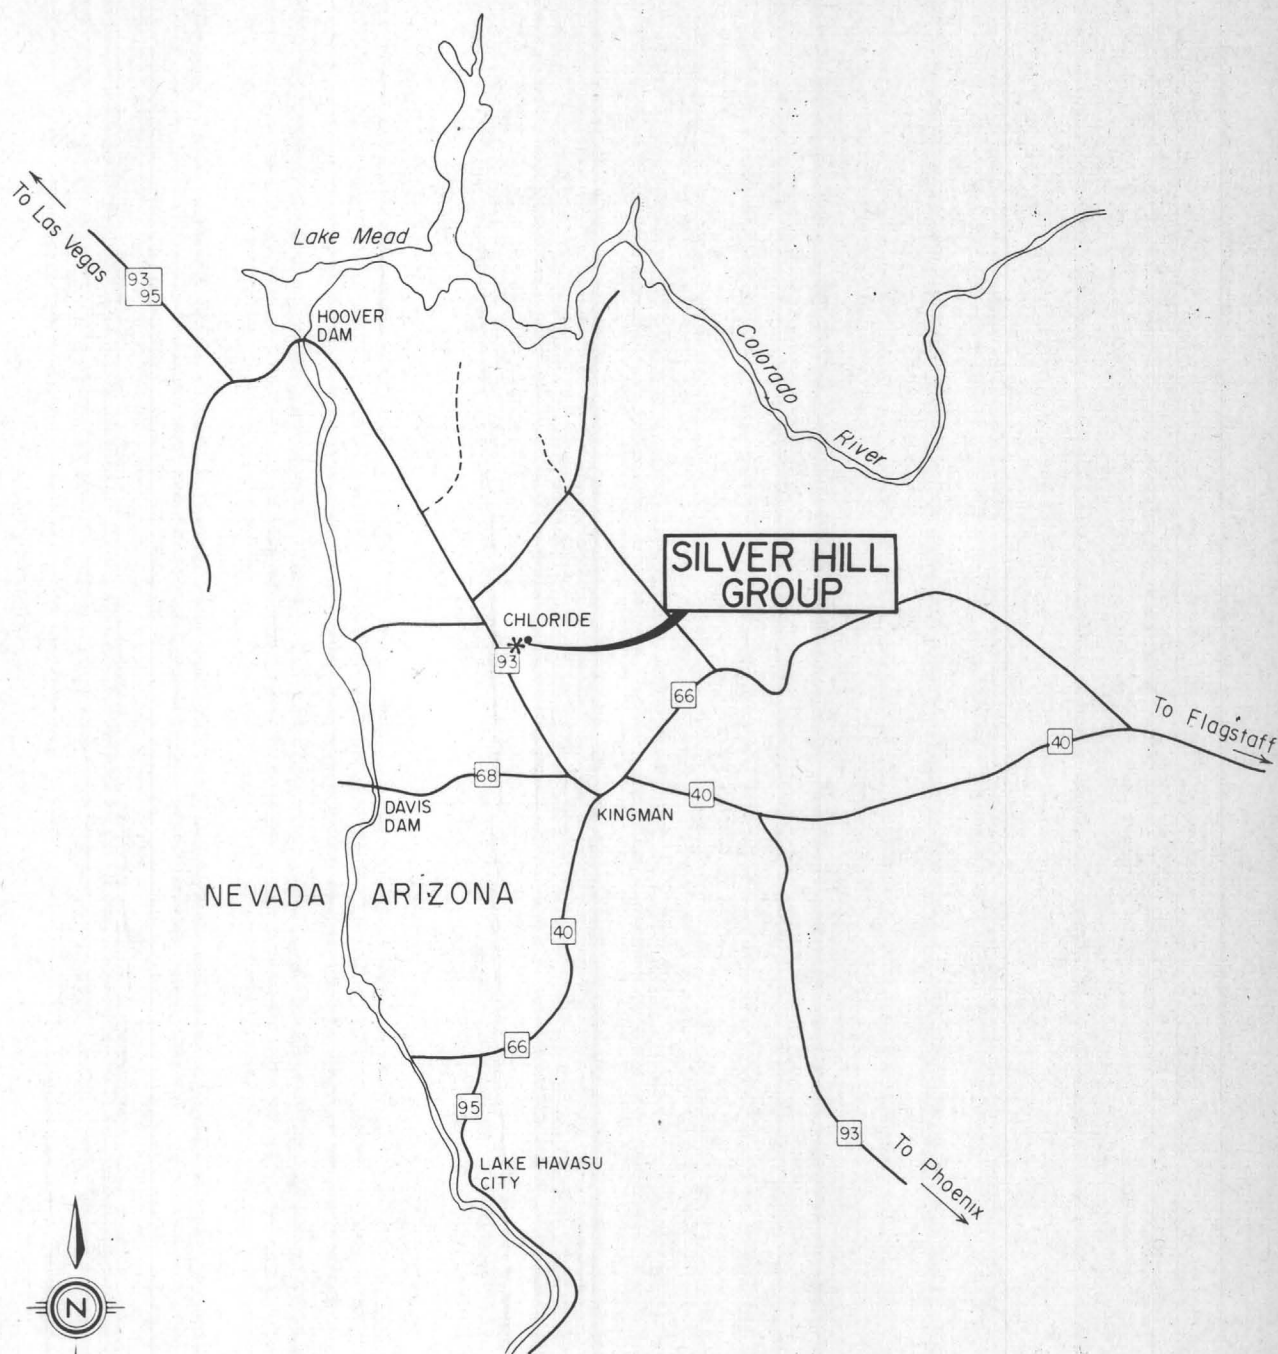 To Las Vegas
Lake Mead
93
95
HOOVER
DAM
Colorado
River
SILVER HILL
GROUP
CHLORIDE
93
66
To Flagstaff
40
68
40
DAVIS
DAM
KINGMAN
NEVADA
ARIZONA
40
66
95
93
To Phoenix
LAKE HAVASU
CITY
N